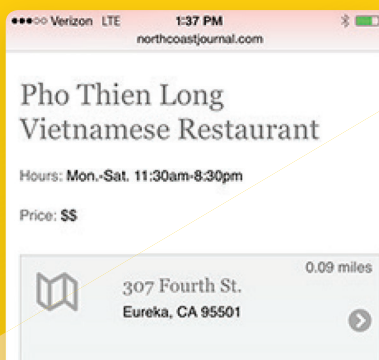 Verizon LTE 1:37 PM
northcoastjournal.com
Pho Thien Long
Vietnamese Restaurant
Hours: Mon.-Sat. 11:30am-8:30pm
Price: $$
0.09 miles
307 Fourth St.
Eureka, CA 95501